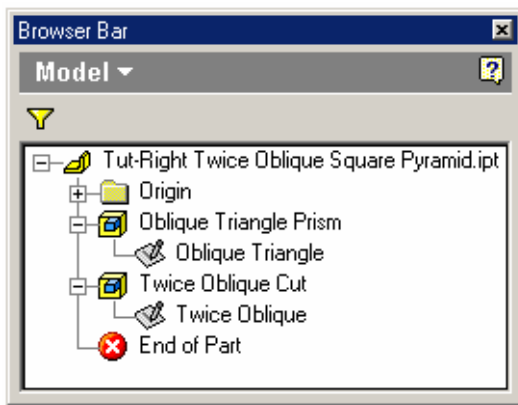 Browser Bar
Model
Tut-Right Twice Oblique Square Pyramid.ipt
Origin
Oblique Triangle Prism
Oblique Triangle
Twice Oblique Cut
Twice Oblique
End of Part